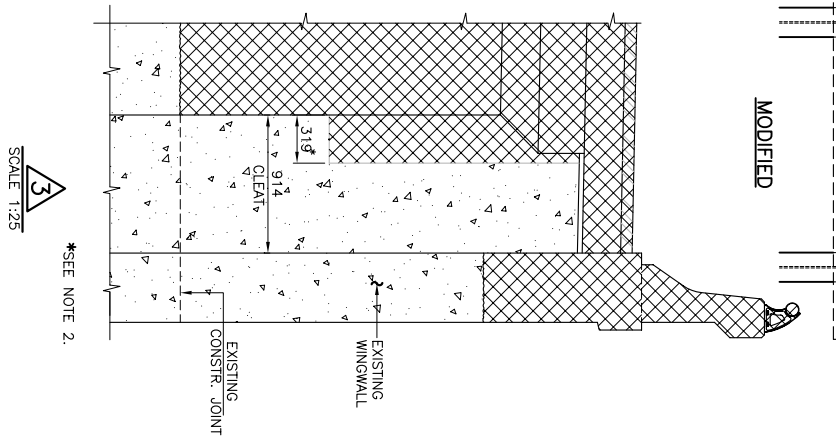 MODIFIED
319*
914
CLEAT
EXISTING
WINGWALL
EXISTING
CONSTR. JOINT
*SEE NOTE 2.
3
SCALE 1:25